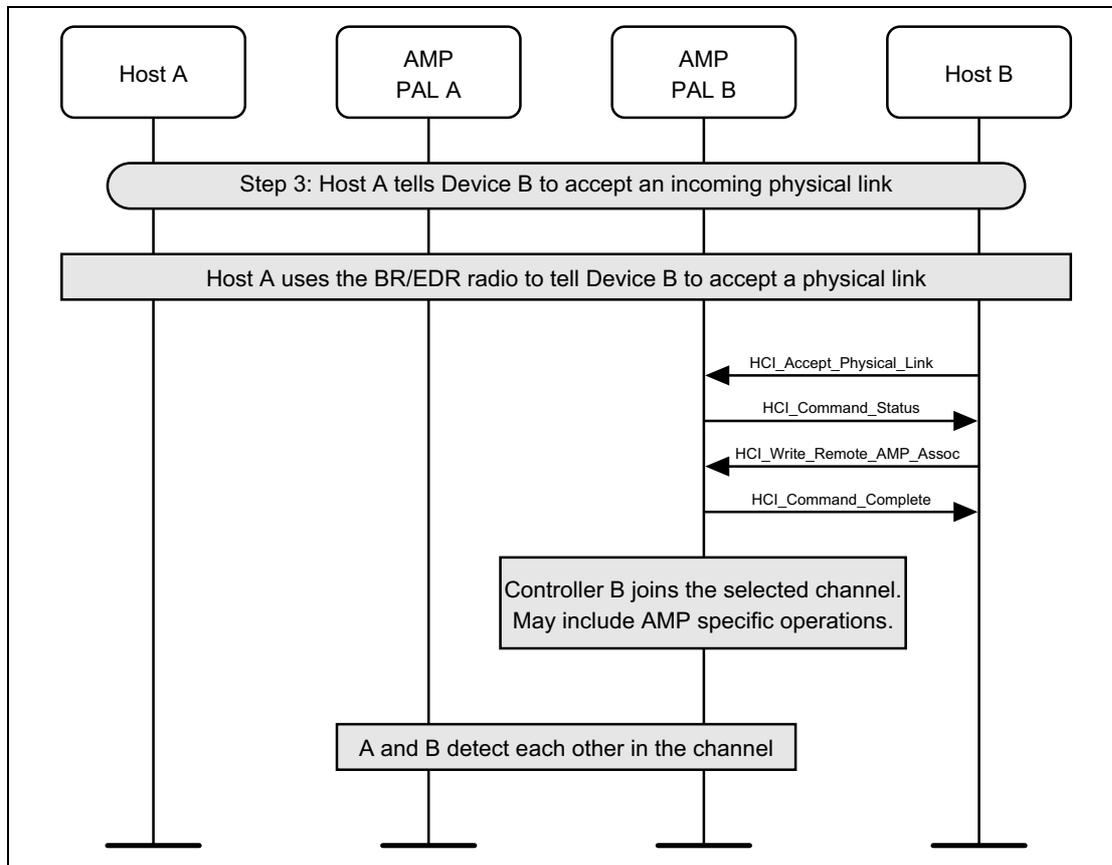 Host A
AMP
PAL A
AMP
PAL B
Host B
Step 3: Host A tells Device B to accept an incoming physical link
Host A uses the BR/EDR radio to tell Device B to accept a physical link
HCI_Accept_Physical_Link
HCI_Command_Status
HCI_Write_Remote_AMP_Assoc
HCI_Command_Complete
Controller B joins the selected channel.
May include AMP specific operations.
A and B detect each other in the channel